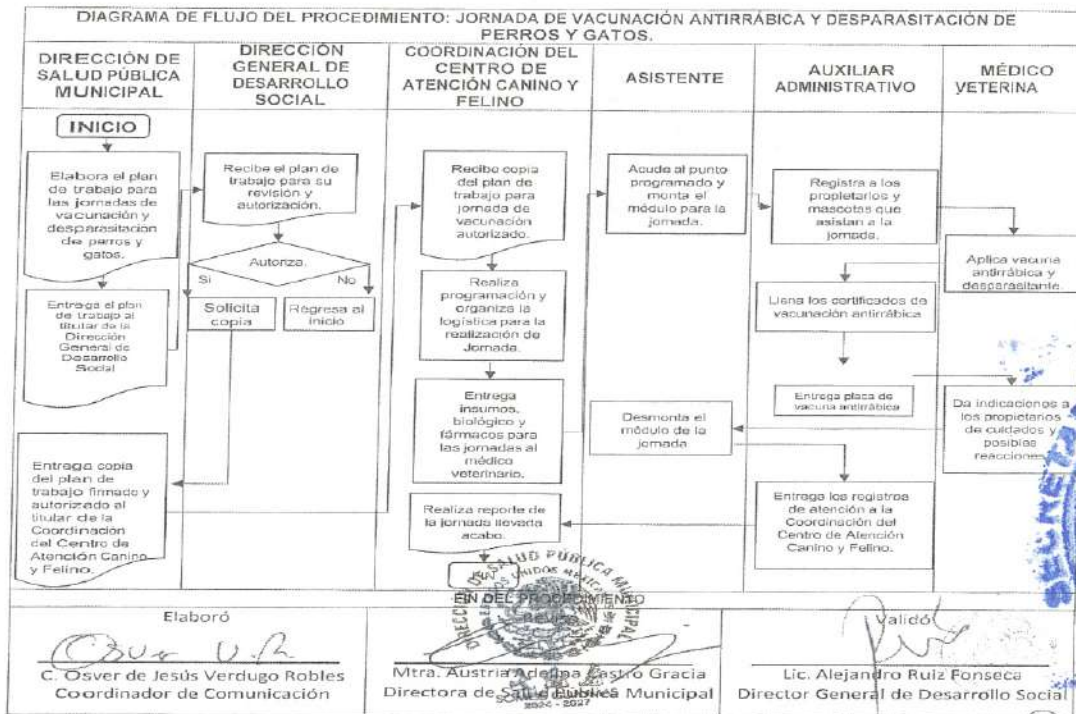 DIAGRAMA DE FLUJO DEL PROCEDIMIENTO: JORNADA DE VACUNACIÓN ANTIRRÁBICA Y DESPARASITACIÓN DE
PERROS Y GATOS.
DIRECCIÓN DE
SALUD PÚBLICA
MUNICIPAL
DIRECCIÓN
GENERAL DE
DESARROLLO
SOCIAL
COORDINACIÓN DEL
CENTRO DE
ATENCIÓN CANINO Y
FELINO
ASISTENTE
AUXILIAR
ADMINISTRATIVO
MÉDICO
VETERINA
INICIO
Elabora el plan
de trabajo para
las jornadas de
vacunación y
desparasitación
de perros y
gatos.
Entrega el plan
de trabajo al
titular de la
Dirección
General de
Desarrollo
Social
Entrega copia
del plan de
trabajo firmado y
autorizado al
titular de la
Coordinación
del Centro de
Atención Canino
y Felino.
Recibe el plan de
trabajo para su
revisión y
autorización.
Autoriza.
Si
No
Solicita
copia
Regresa al
inicio
Recibe copia
del plan de
trabajo para
jornada de
vacunación
autorizado.
Realiza
programación y
organiza la
logística para la
realización de
Jornada.
Entrega
insumos,
biológico y
fármacos para
las jornadas al
médico
veterinario.
Realiza reporte de
la jornada llevada
acabo.
Acude al punto
programado y
monta el
módulo para la
jornada.
Desmonta el
módulo de la
jornada
Registra a los
propietarios y
mascotas que
asistan a la
jornada.
Llena los certificados de
vacunación antirrábica
Entrega placa de
vacuna antirrábica
Entrega los registros
de atención a la
Coordinación del
Centro de Atención
Canino y Felino.
Aplica vacuna
antirrábica y
desparasitante.
Da indicaciones a
los propietarios
de cuidados y
posibles
reacciones
FIN DEL PROCEDIMIENTO
DIRECCIÓN DE SALUD PÚBLICA MUNICIPAL
UNIDOS MEXIC
2024 - 2027
SECRET
Elaboró
C. Osver de Jesús Verdugo Robles
Coordinador de Comunicación
Mtra. Austria Adelina Castro Gracia
Directora de Salud Pública Municipal
Validó
Lic. Alejandro Ruiz Fonseca
Director General de Desarrollo Social